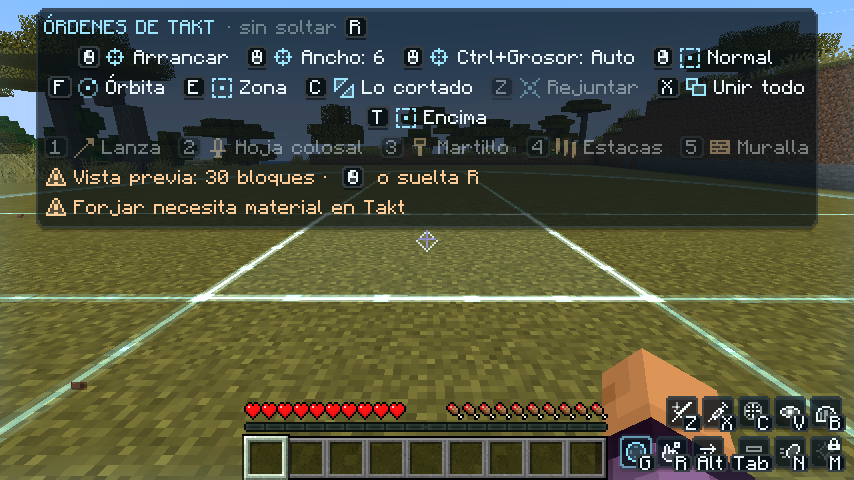 ÓRDENES DE TAKT · sin soltar R
Arrancar Ancho: 6 Ctrl+Grosor: Auto Normal
F Órbita E Zona C Lo cortado Z Rejuntar X Unir todo
T Encima
1 Lanza 2 Hoja colosal 3 Martillo 4 Estacas 5 Muralla
Vista previa: 30 bloques · o suelta R
Forjar necesita material en Takt
Z X C V B
G R Alt Tab N M